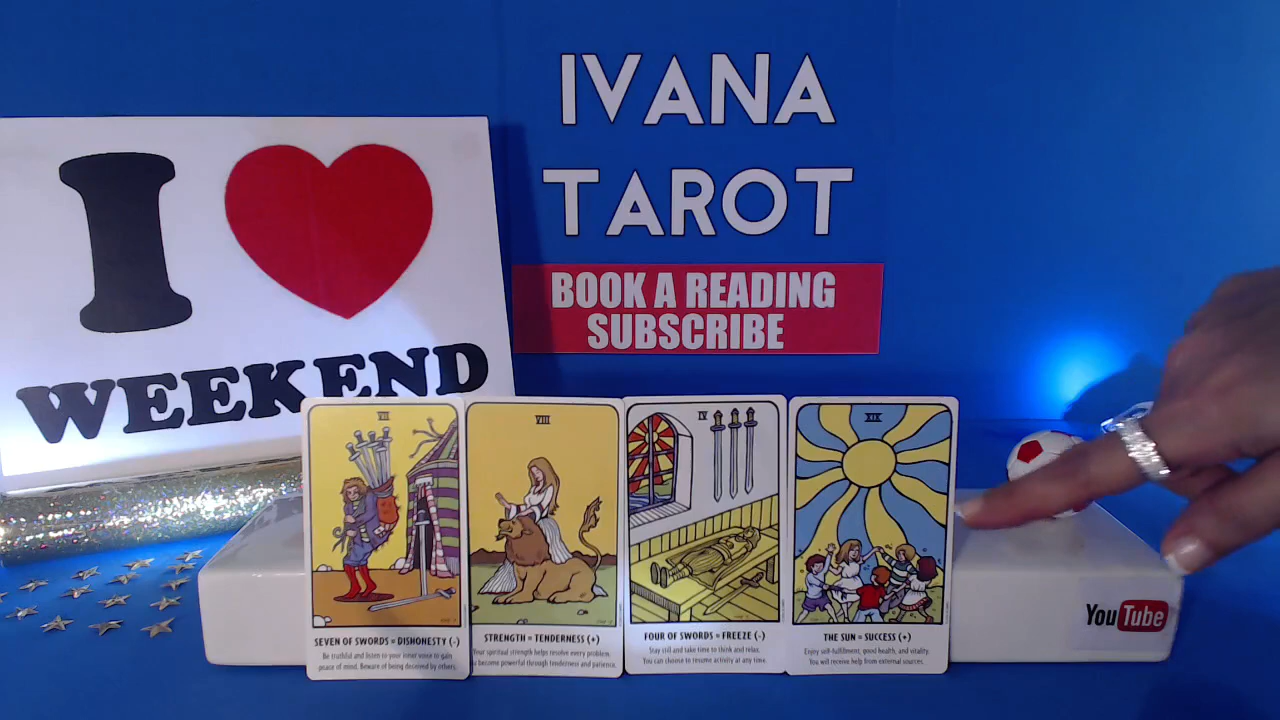 I
WEEKEND
IVANA
TAROT
BOOK A READING
SUBSCRIBE
VII
SEVEN OF SWORDS = DISHONESTY (-)
Be truthful and listen to your inner voice to gain
peace of mind. Beware of being deceived by others.
VIII
STRENGTH = TENDERNESS (+)
Your spiritual strength helps resolve every problem.
become powerful through tenderness and patience.
IV
FOUR OF SWORDS = FREEZE (-)
Stay still and take time to think and relax.
You can choose to resume activity at any time.
XIX
THE SUN = SUCCESS (+)
Enjoy self-fulfillment, good health, and vitality.
You will receive help from external sources.
YouTube